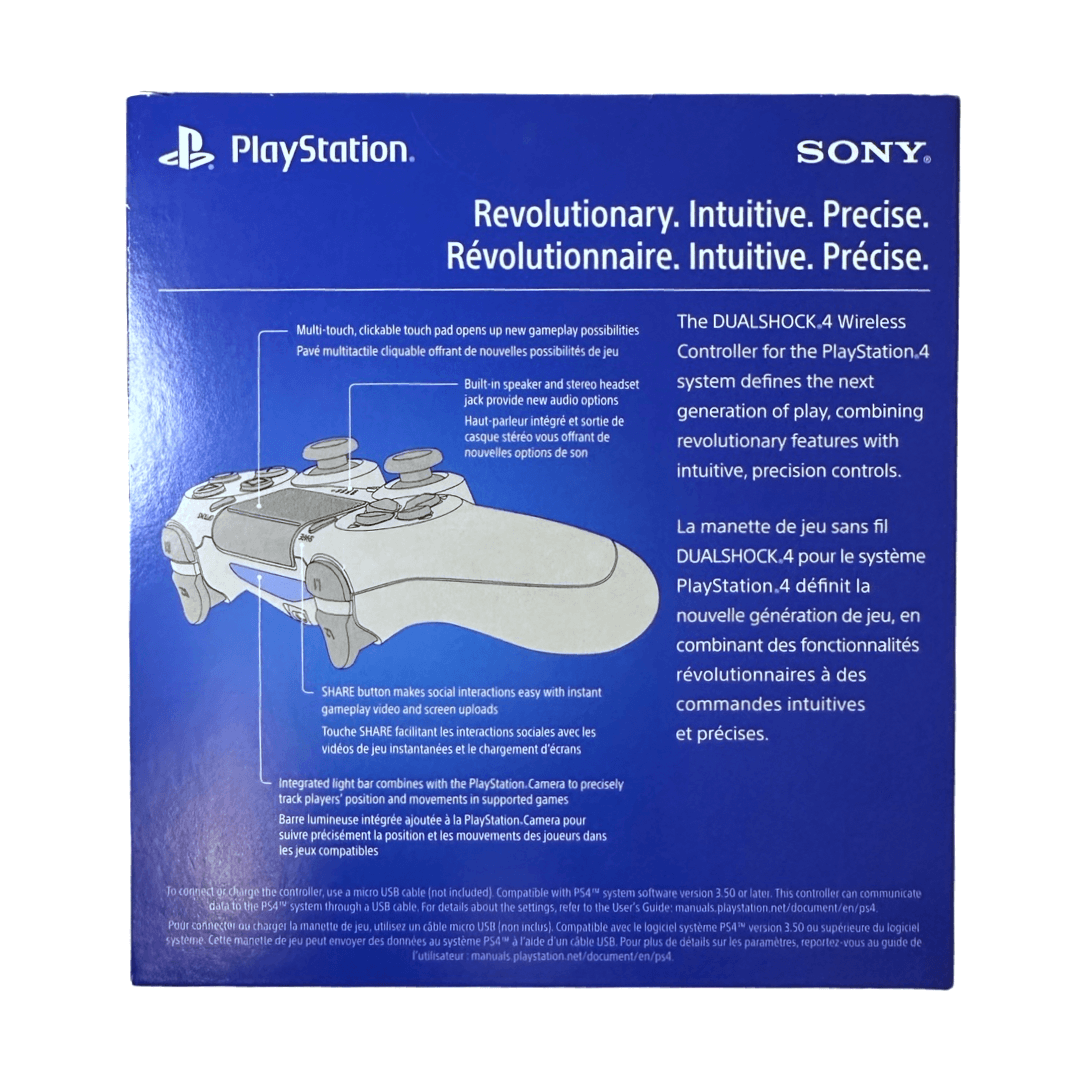 PlayStation®
SONY®
Revolutionary. Intuitive. Precise.
Révolutionnaire. Intuitive. Précise.
Multi-touch, clickable touch pad opens up new gameplay possibilities
Pavé multitactile cliquable offrant de nouvelles possibilités de jeu
Built-in speaker and stereo headset
jack provide new audio options
Haut-parleur intégré et sortie de
casque stéréo vous offrant de
nouvelles options de son
SHARE
SHARE button makes social interactions easy with instant
gameplay video and screen uploads
Touche SHARE facilitant les interactions sociales avec les
vidéos de jeu instantanées et le chargement d'écrans
Integrated light bar combines with the PlayStation®Camera to precisely
track players' position and movements in supported games
Barre lumineuse intégrée ajoutée à la PlayStation®Camera pour
suivre précisément la position et les mouvements des joueurs dans
les jeux compatibles
The DUALSHOCK®4 Wireless
Controller for the PlayStation®4
system defines the next
generation of play, combining
revolutionary features with
intuitive, precision controls.
La manette de jeu sans fil
DUALSHOCK®4 pour le système
PlayStation®4 définit la
nouvelle génération de jeu, en
combinant des fonctionnalités
révolutionnaires à des
commandes intuitives
et précises.
To connect or charge the controller, use a micro USB cable (not included). Compatible with PS4™ system software version 3.50 or later. This controller can communicate
data to the PS4™ system through a USB cable. For details about the settings, refer to the User's Guide: manuals.playstation.net/document/en/ps4.
Pour connecter ou charger la manette de jeu, utilisez un câble micro USB (non inclus). Compatible avec le logiciel système PS4™ version 3.50 ou supérieure du logiciel
système. Cette manette de jeu peut envoyer des données au système PS4™ à l'aide d'un câble USB. Pour plus de détails sur les paramètres, reportez-vous au guide de
l'utilisateur : manuals.playstation.net/document/en/ps4.